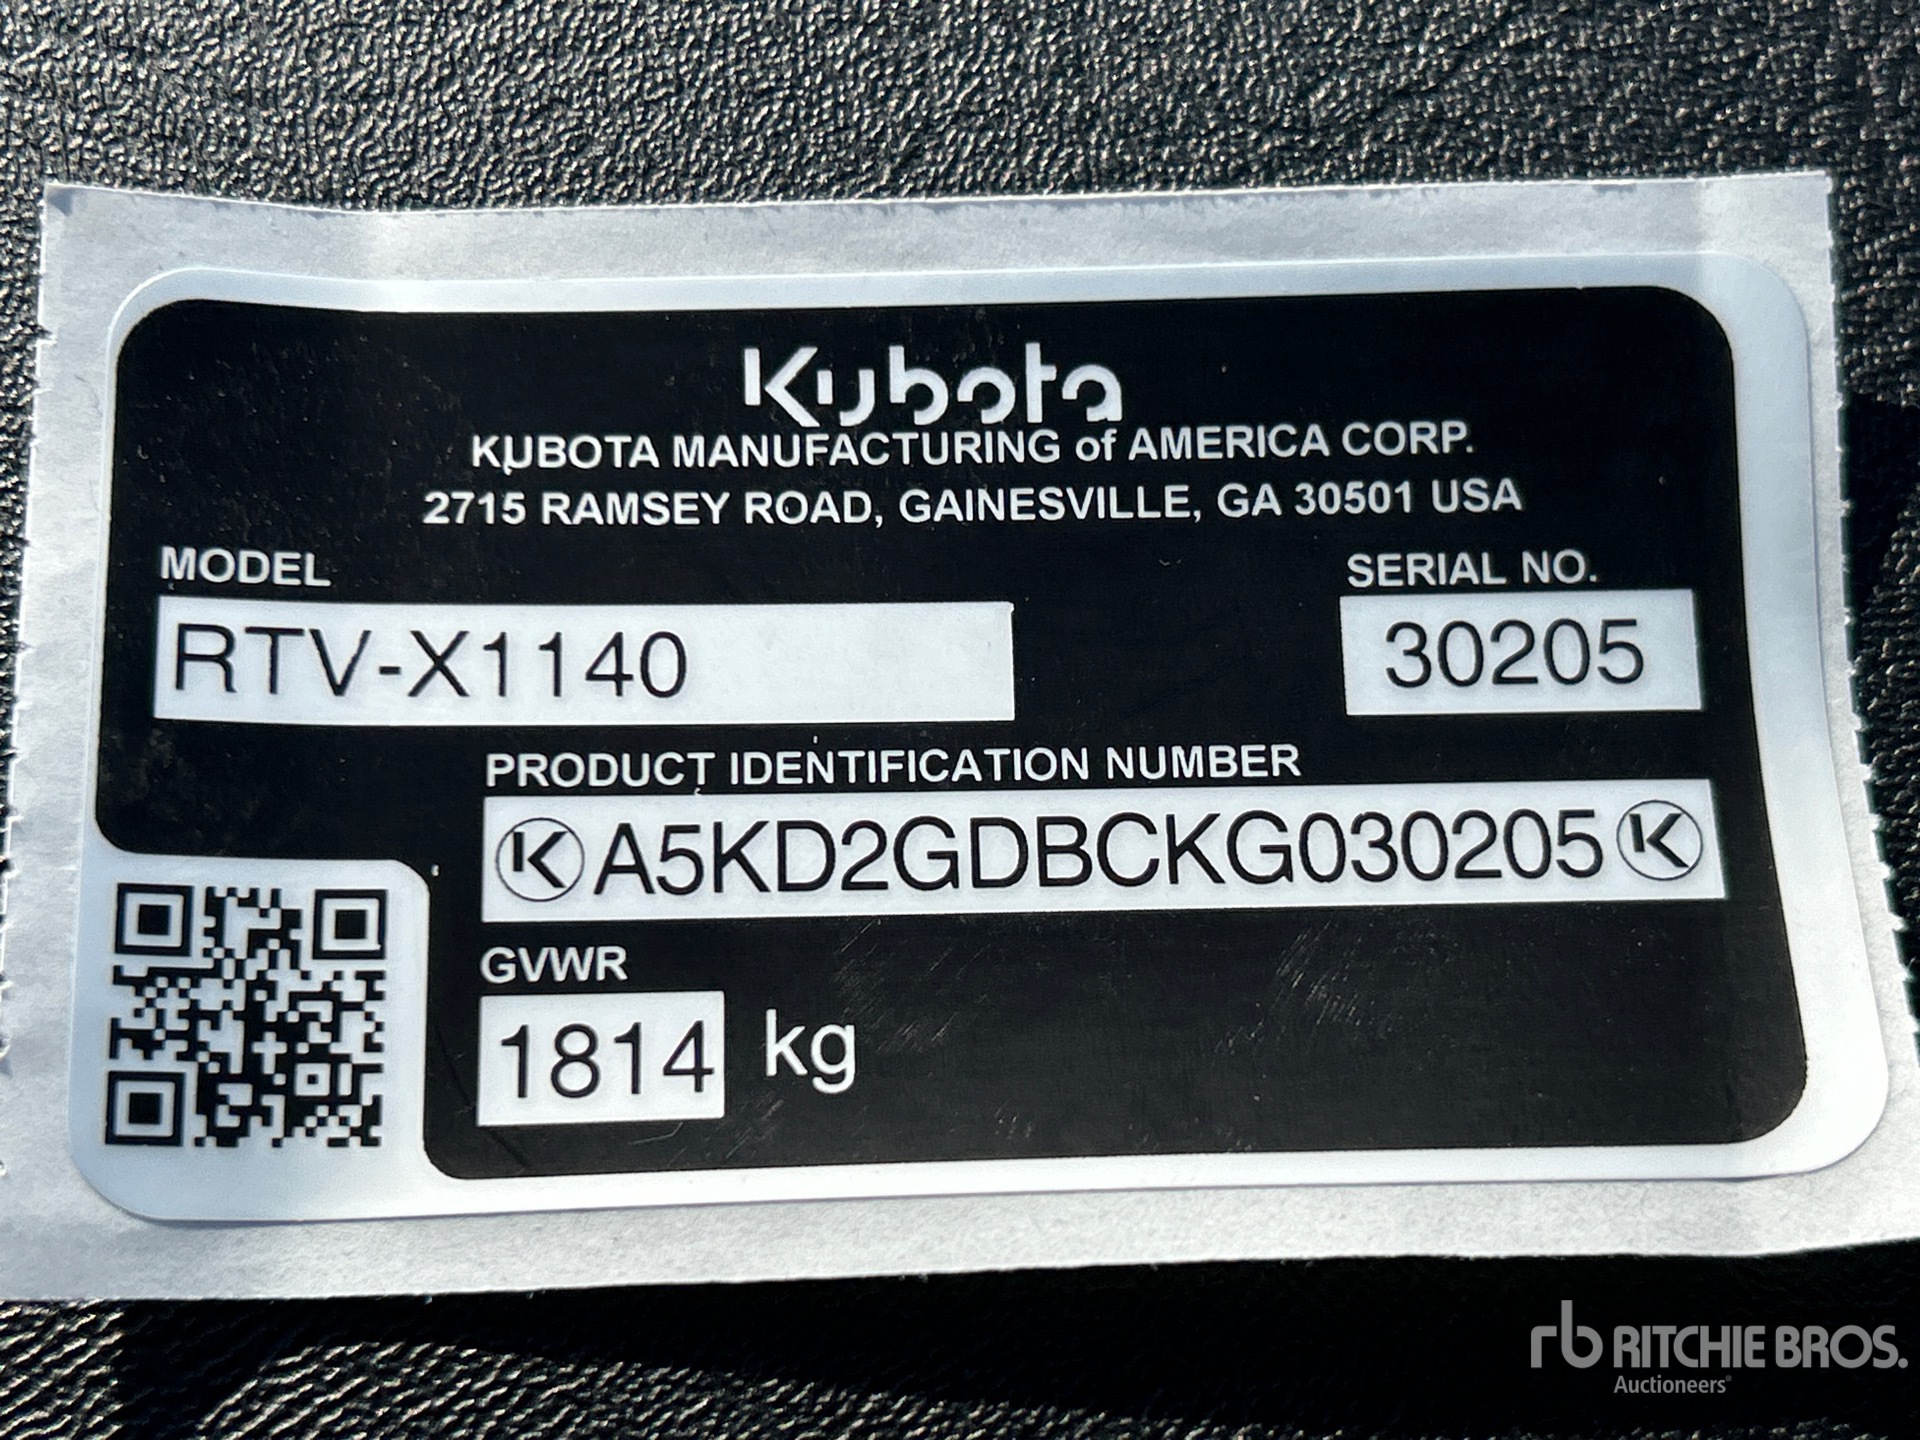 Kubota
KUBOTA MANUFACTURING of AMERICA CORP.
2715 RAMSEY ROAD, GAINESVILLE, GA 30501 USA
MODEL
RTV-X1140
SERIAL NO.
30205
PRODUCT IDENTIFICATION NUMBER
K A5KD2GDBCKG030205 K
GVWR
1814 kg
rb RITCHIE BROS.
Auctioneers®